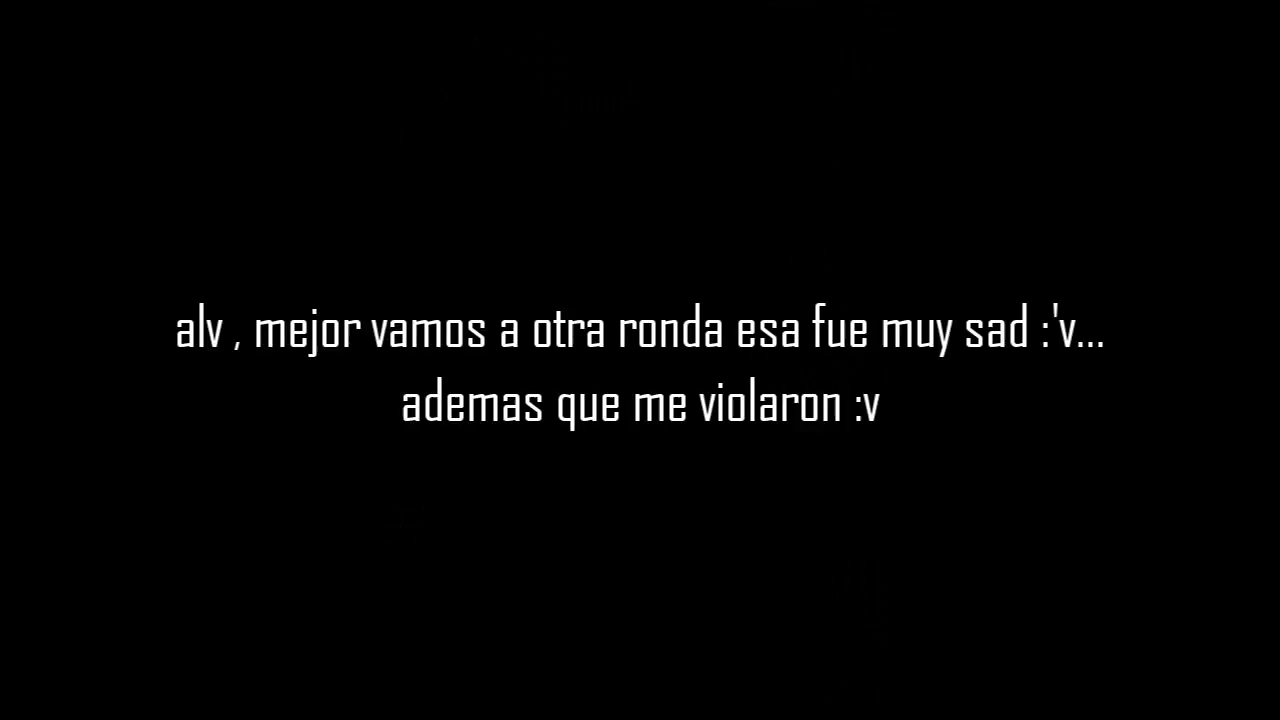 alv , mejor vamos a otra ronda esa fue muy sad :'v...
ademas que me violaron :v